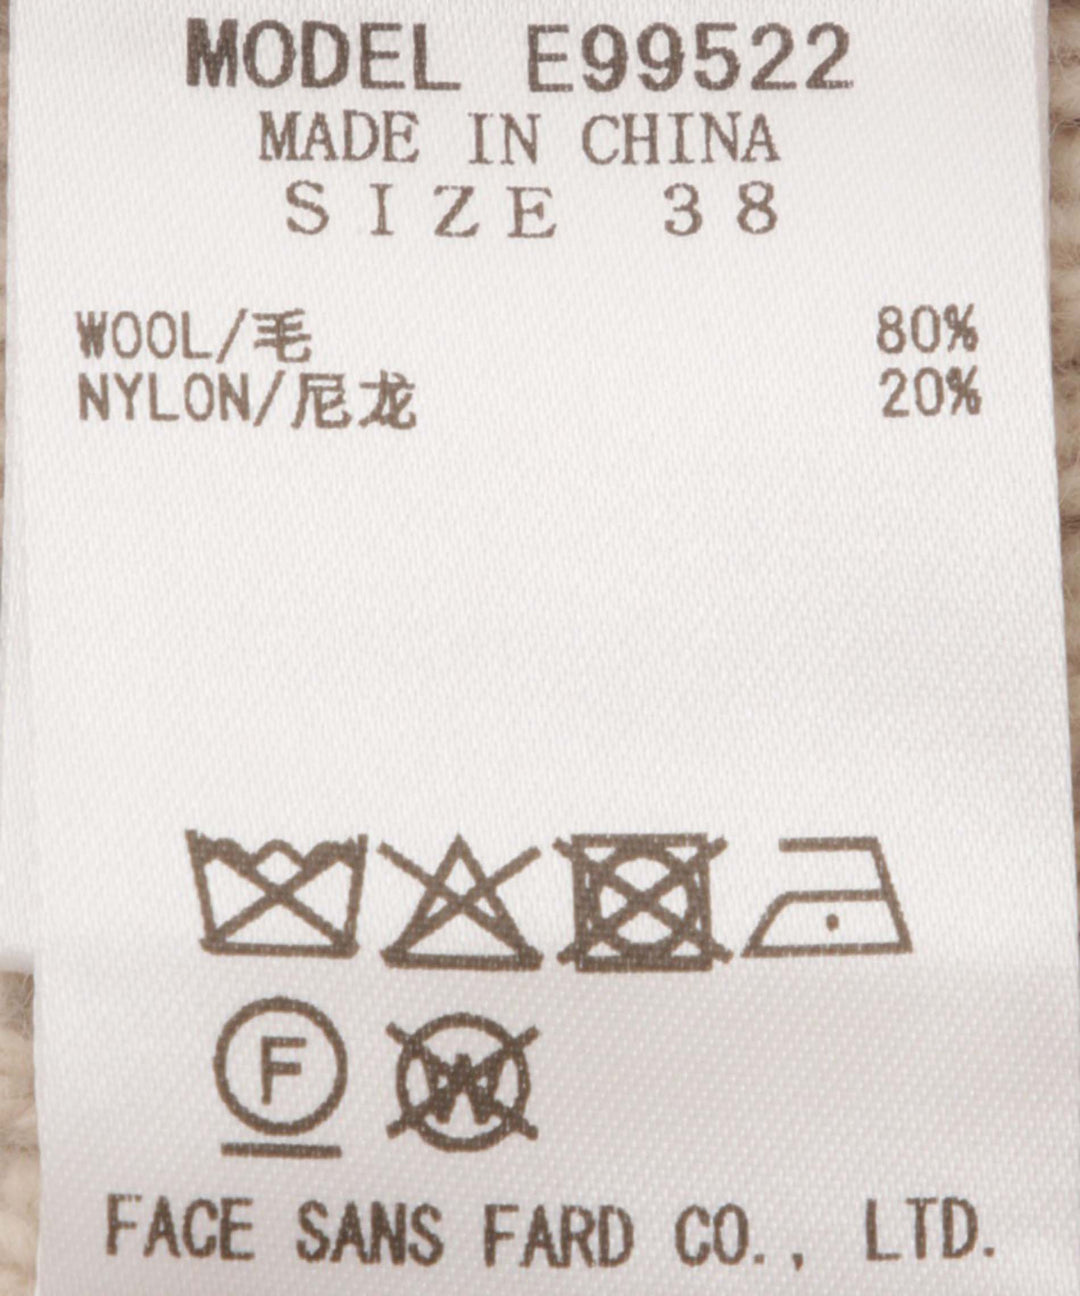 MODEL E99522
MADE IN CHINA
SIZE 38
WOOL/毛 80%
NYLON/尼龙 20%
F
W
FACE SANS FARD CO., LTD.